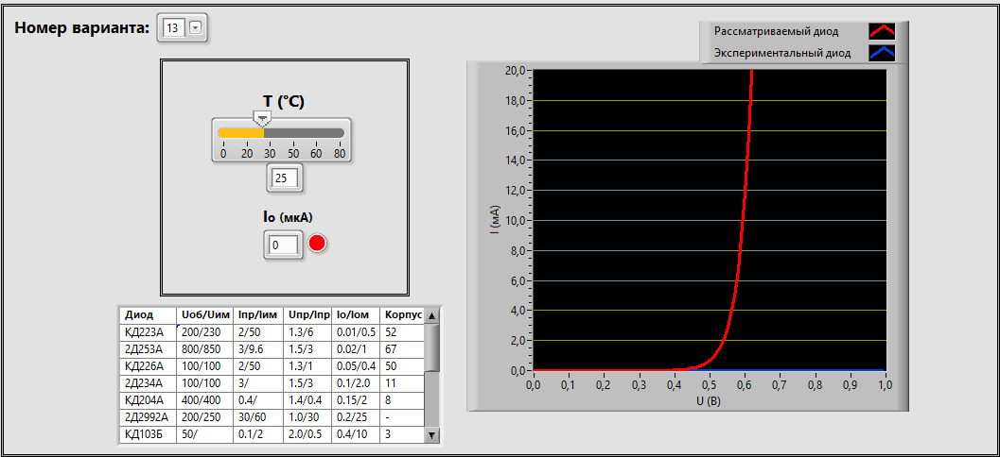 Номер варианта: 13
T (°C)
0 20 30 50 60 80
25
Io (мкА)
0
Диод Uоб/Uим Iпр/Iим Uпр/Iпр Io/Iом Корпус
КД223А 200/230 2/50 1.3/6 0.01/0.5 52
2Д253А 800/850 3/9.6 1.5/3 0.02/1 67
КД226А 100/100 2/50 1.3/1 0.05/0.4 50
2Д234А 100/100 3/ 1.5/3 0.1/2.0 11
КД204А 400/400 0.4/ 1.4/0.4 0.15/2 8
2Д2992А 200/250 30/60 1.0/30 0.2/25 -
КД103Б 50/ 0.1/2 2.0/0.5 0.4/10 3
Рассматриваемый диод
Экспериментальный диод
I (мА)
20,0
18,0
16,0
14,0
12,0
10,0
8,0
6,0
4,0
2,0
0,0
0,0 0,1 0,2 0,3 0,4 0,5 0,6 0,7 0,8 0,9 1,0
U (В)